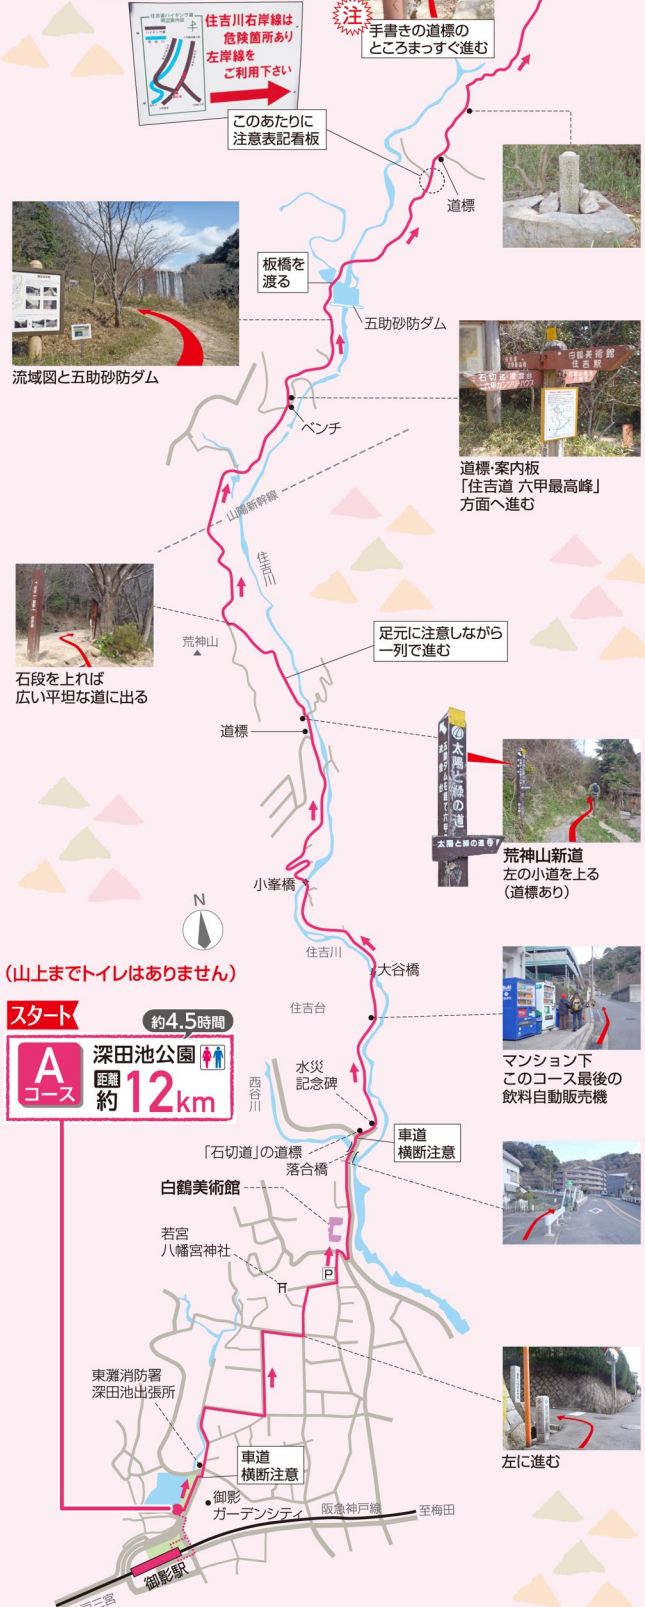 住吉川右岸線は
危険箇所あり
左岸線を
ご利用下さい
注
手書きの道標の
ところまっすぐ進む
このあたりに
注意表記看板
道標
板橋を
渡る
五助砂防ダム
流域図と五助砂防ダム
白鶴美術館
住吉駅
ベンチ
道標・案内板
「住吉道 六甲最高峰」
方面へ進む
山陽新幹線
住吉川
荒神山
石段を上れば
広い平坦な道に出る
足元に注意しながら
一列で進む
道標
太陽と緑の道
太陽と緑の道
荒神山新道
左の小道を上る
（道標あり）
小峯橋
N
住吉川
大谷橋
（山上までトイレはありません）
スタート
約4.5時間
A
コース
深田池公園
距離
約12km
住吉台
マンション下
このコース最後の
飲料自動販売機
水災
記念碑
西谷川
「石切道」の道標
落合橋
車道
横断注意
白鶴美術館
若宮
八幡宮神社
P
東灘消防署
深田池出張所
左に進む
車道
横断注意
御影
ガーデンシティ
阪急神戸線
至梅田
御影駅
三宮